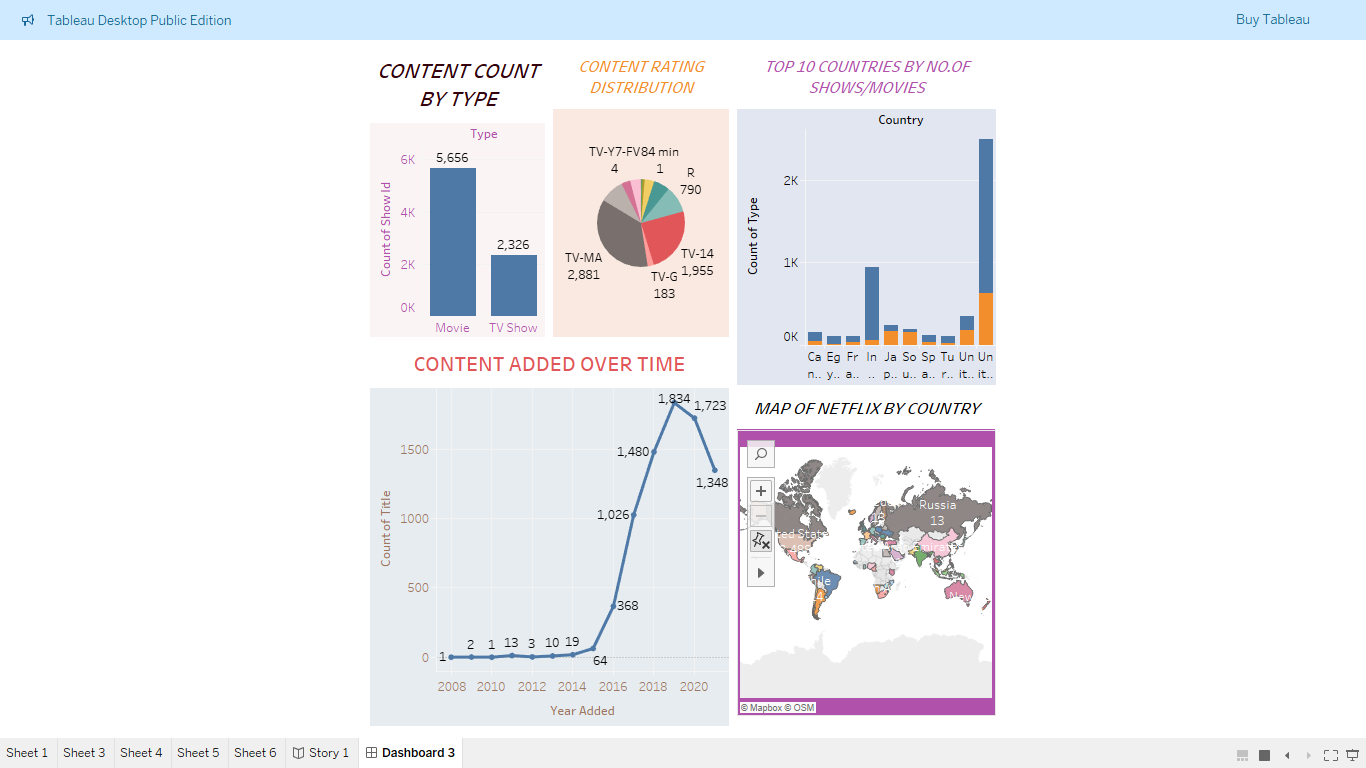 Tableau Desktop Public Edition
Buy Tableau
CONTENT COUNT
BY TYPE
Type
Count of Show Id
6K
4K
2K
0K
5,656
2,326
Movie
TV Show
CONTENT RATING
DISTRIBUTION
TV-Y7-FV
4
84 min
1
R
790
TV-14
1,955
TV-G
183
TV-MA
2,881
TOP 10 COUNTRIES BY NO.OF
SHOWS/MOVIES
Country
Count of Type
2K
1K
0K
Ca
n..
Eg
y..
Fr
a..
In
..
Ja
p..
So
u..
Sp
a..
Tu
r..
Un
it..
Un
it..
CONTENT ADDED OVER TIME
Count of Title
1500
1000
500
0
1
2
1
13
3
10
19
64
368
1,026
1,480
1,834
1,723
1,348
2008
2010
2012
2014
2016
2018
2020
Year Added
MAP OF NETFLIX BY COUNTRY
Russia
13
New
© Mapbox © OSM
Sheet 1
Sheet 3
Sheet 4
Sheet 5
Sheet 6
Story 1
Dashboard 3